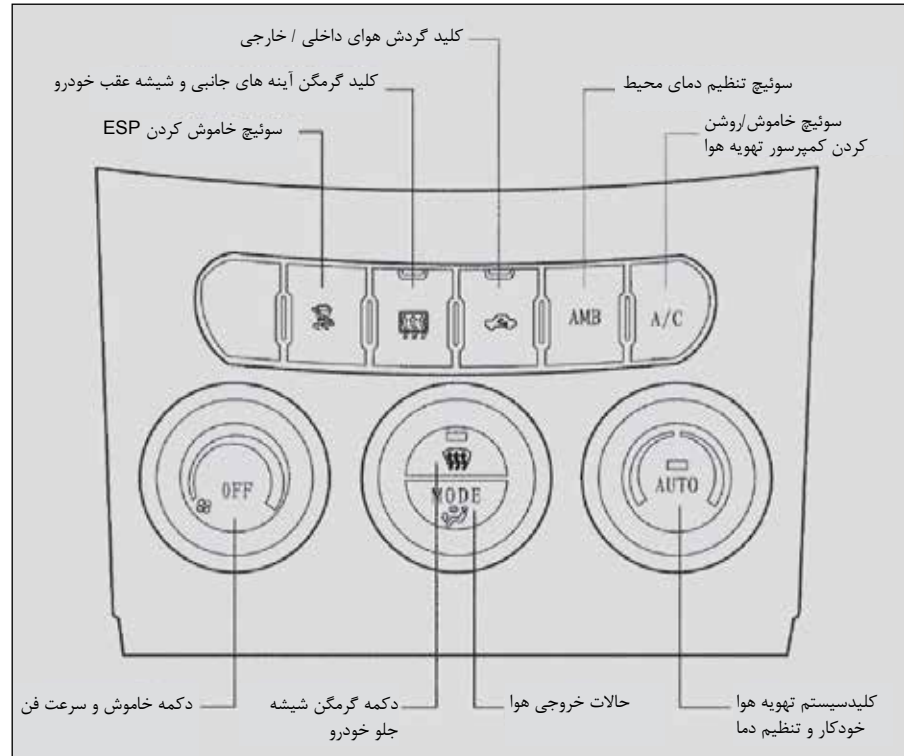 کلید گردش هوای داخلی / خارجی
کلید گرمگن آینه های جانبی و شیشه عقب خودرو
سوئیچ تنظیم دمای محیط
سوئیچ خاموش کردن ESP
سوئیچ خاموش/روشن
کردن کمپرسور تهویه هوا
AMB
A/C
OFF
MODE
AUTO
دکمه خاموش و سرعت فن
دکمه گرمگن شیشه
جلو خودرو
حالات خروجی هوا
کلیدسیستم تهویه هوا
خودکار و تنظیم دما